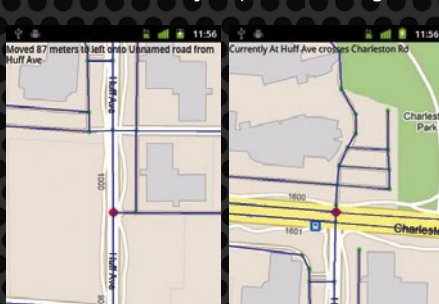 11:56
Moved 87 meters to left onto Unnamed road from
Huff Ave
Huff Ave
1000
Huff Ave
11:56
Currently At Huff Ave crosses Charleston Rd
Charlest
Park
1600
1601
Charlest
H